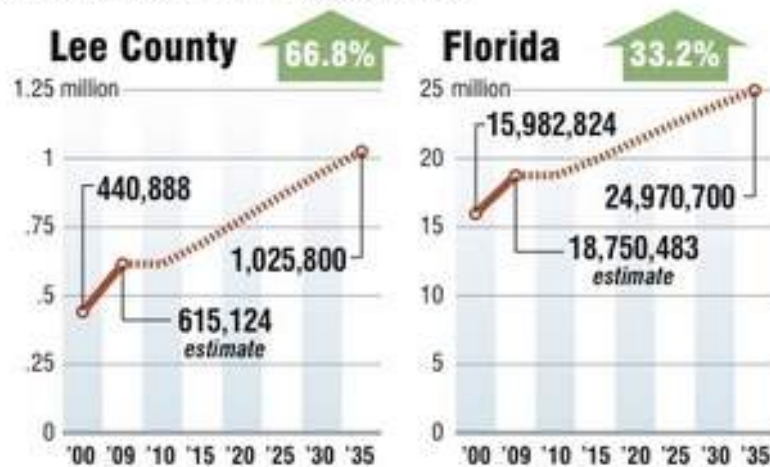 Lee County 66.8%
1.25 million
1
.75
.5
.25
0
440,888
1,025,800
615,124
estimate
'00 '09 '10 '15 '20 '25 '30 '35
Florida 33.2%
25 million
20
15
10
5
0
15,982,824
24,970,700
18,750,483
estimate
'00 '09 '10 '15 '20 '25 '30 '35